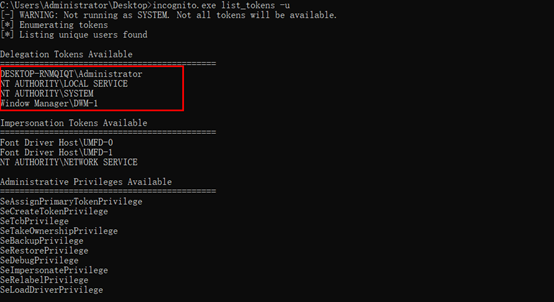 C:\Users\Administrator\Desktop>incognito.exe list_tokens -u
[-] WARNING: Not running as SYSTEM. Not all tokens will be available.
[*] Enumerating tokens
[*] Listing unique users found
Delegation Tokens Available
============================================
DESKTOP-RNMQIQT\Administrator
NT AUTHORITY\LOCAL SERVICE
NT AUTHORITY\SYSTEM
Window Manager\DWM-1
Impersonation Tokens Available
============================================
Font Driver Host\UMFD-0
Font Driver Host\UMFD-1
NT AUTHORITY\NETWORK SERVICE
Administrative Privileges Available
============================================
SeAssignPrimaryTokenPrivilege
SeCreateTokenPrivilege
SeTcbPrivilege
SeTakeOwnershipPrivilege
SeBackupPrivilege
SeRestorePrivilege
SeDebugPrivilege
SeImpersonatePrivilege
SeRelabelPrivilege
SeLoadDriverPrivilege